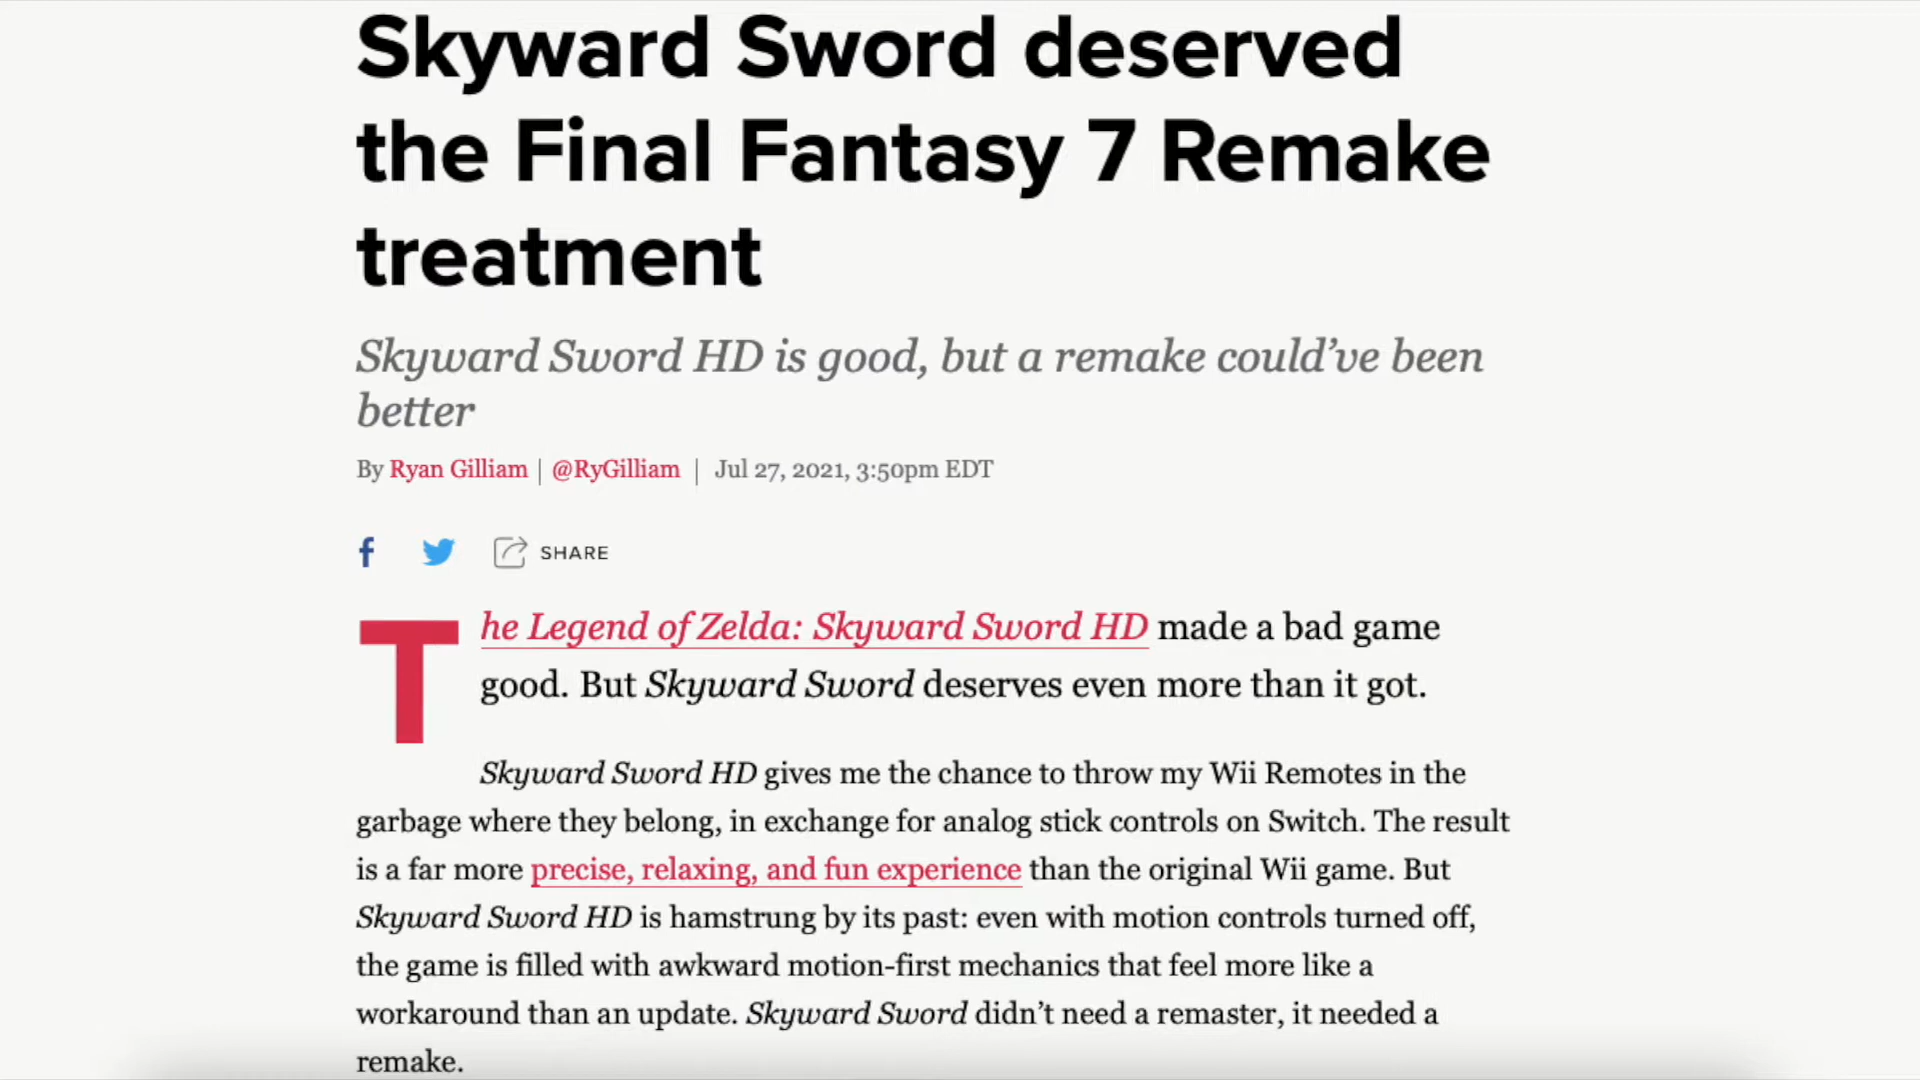 Skyward Sword deserved
the Final Fantasy 7 Remake
treatment
Skyward Sword HD is good, but a remake could’ve been
better
By Ryan Gilliam | @RyGilliam | Jul 27, 2021, 3:50pm EDT
f SHARE
The Legend of Zelda: Skyward Sword HD made a bad game
good. But Skyward Sword deserves even more than it got.
Skyward Sword HD gives me the chance to throw my Wii Remotes in the
garbage where they belong, in exchange for analog stick controls on Switch. The result
is a far more precise, relaxing, and fun experience than the original Wii game. But
Skyward Sword HD is hamstrung by its past: even with motion controls turned off,
the game is filled with awkward motion-first mechanics that feel more like a
workaround than an update. Skyward Sword didn’t need a remaster, it needed a
remake.